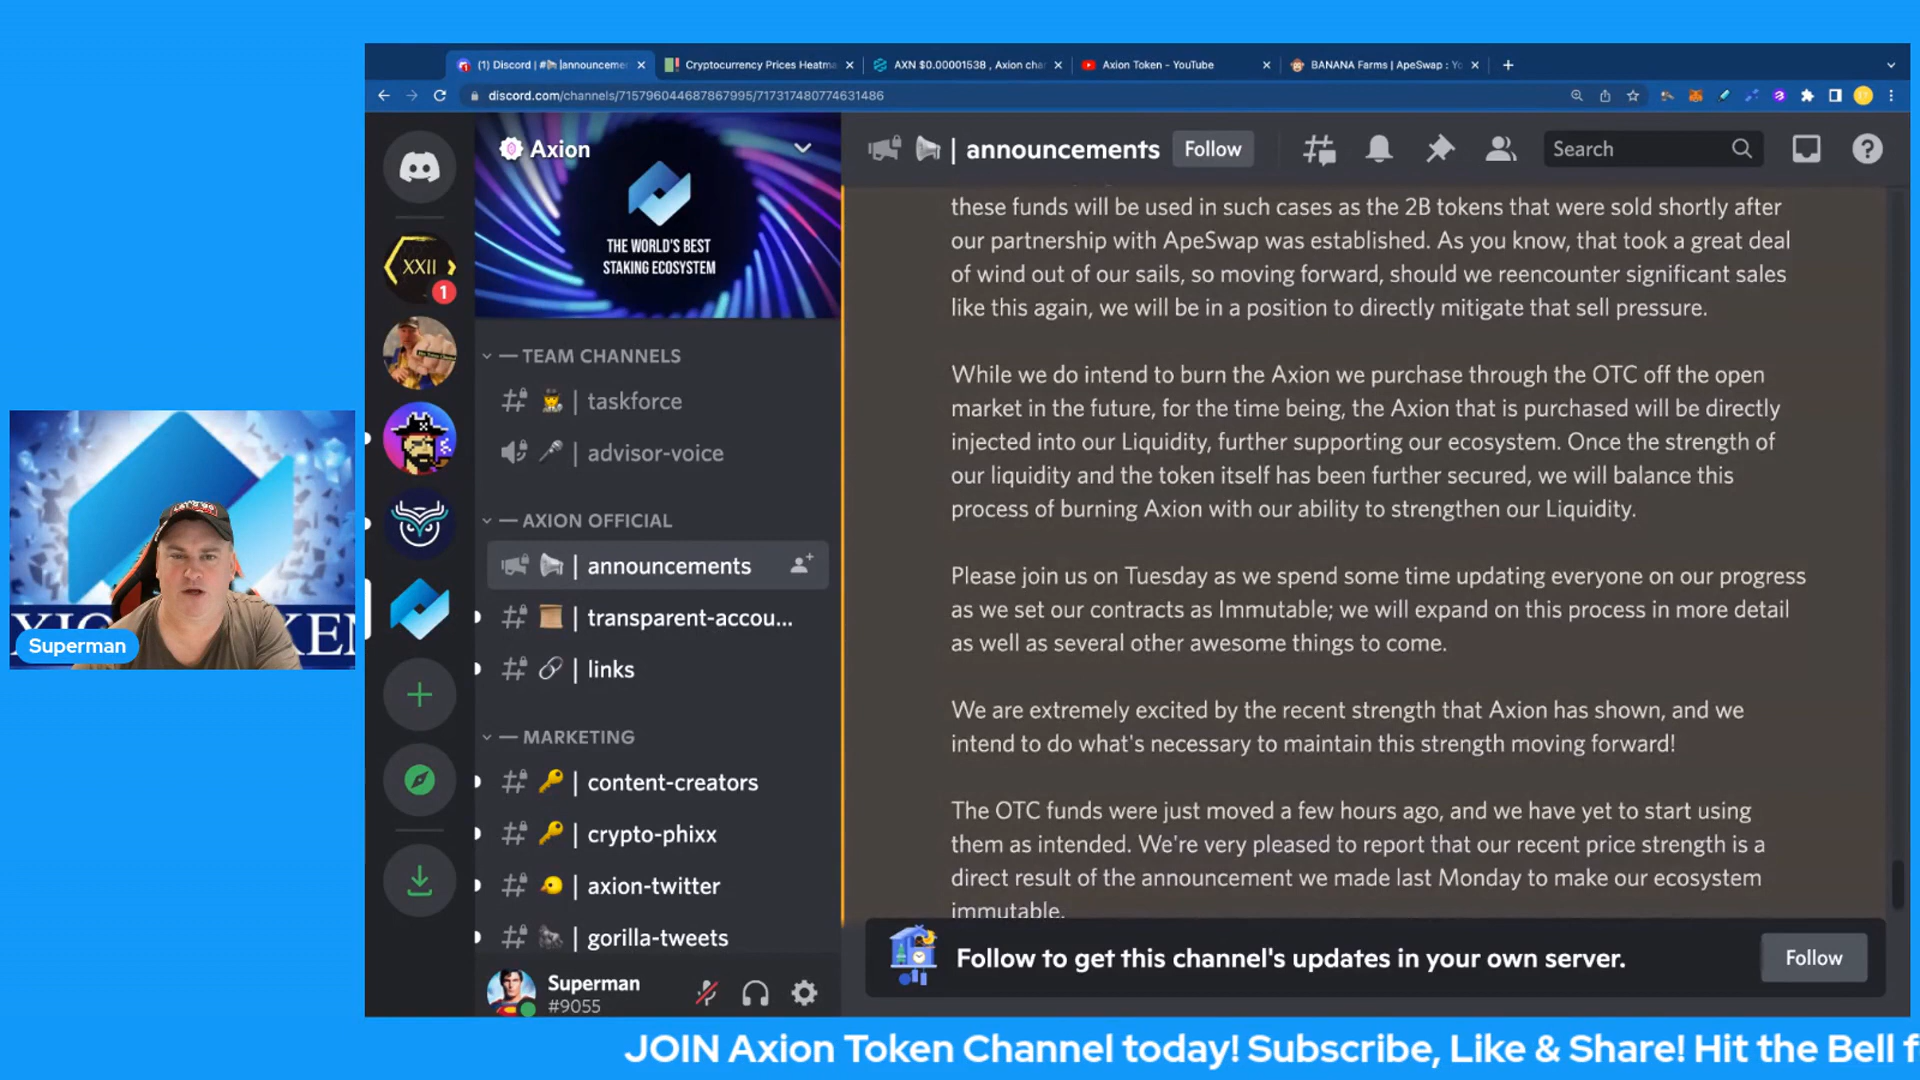 (1) Discord | # |announcemen
Cryptocurrency Prices Heatma
AXN $0.00001538 , Axion cha
Axion Token - YouTube
BANANA Farms | ApeSwap : Yo
discord.com/channels/715796044687867995/717317480774631486
Axion
THE WORLD'S BEST
STAKING ECOSYSTEM
XXII
1
— TEAM CHANNELS
| taskforce
| advisor-voice
— AXION OFFICIAL
| announcements
| transparent-accou...
| links
— MARKETING
| content-creators
| crypto-phixx
| axion-twitter
| gorilla-tweets
Superman
#9055
| announcements
Follow
Search
these funds will be used in such cases as the 2B tokens that were sold shortly after
our partnership with ApeSwap was established. As you know, that took a great deal
of wind out of our sails, so moving forward, should we reencounter significant sales
like this again, we will be in a position to directly mitigate that sell pressure.
While we do intend to burn the Axion we purchase through the OTC off the open
market in the future, for the time being, the Axion that is purchased will be directly
injected into our Liquidity, further supporting our ecosystem. Once the strength of
our liquidity and the token itself has been further secured, we will balance this
process of burning Axion with our ability to strengthen our Liquidity.
Please join us on Tuesday as we spend some time updating everyone on our progress
as we set our contracts as Immutable; we will expand on this process in more detail
as well as several other awesome things to come.
We are extremely excited by the recent strength that Axion has shown, and we
intend to do what's necessary to maintain this strength moving forward!
The OTC funds were just moved a few hours ago, and we have yet to start using
them as intended. We're very pleased to report that our recent price strength is a
direct result of the announcement we made last Monday to make our ecosystem
immutable.
Follow to get this channel's updates in your own server.
Follow
Superman
JOIN Axion Token Channel today! Subscribe, Like & Share! Hit the Bell f